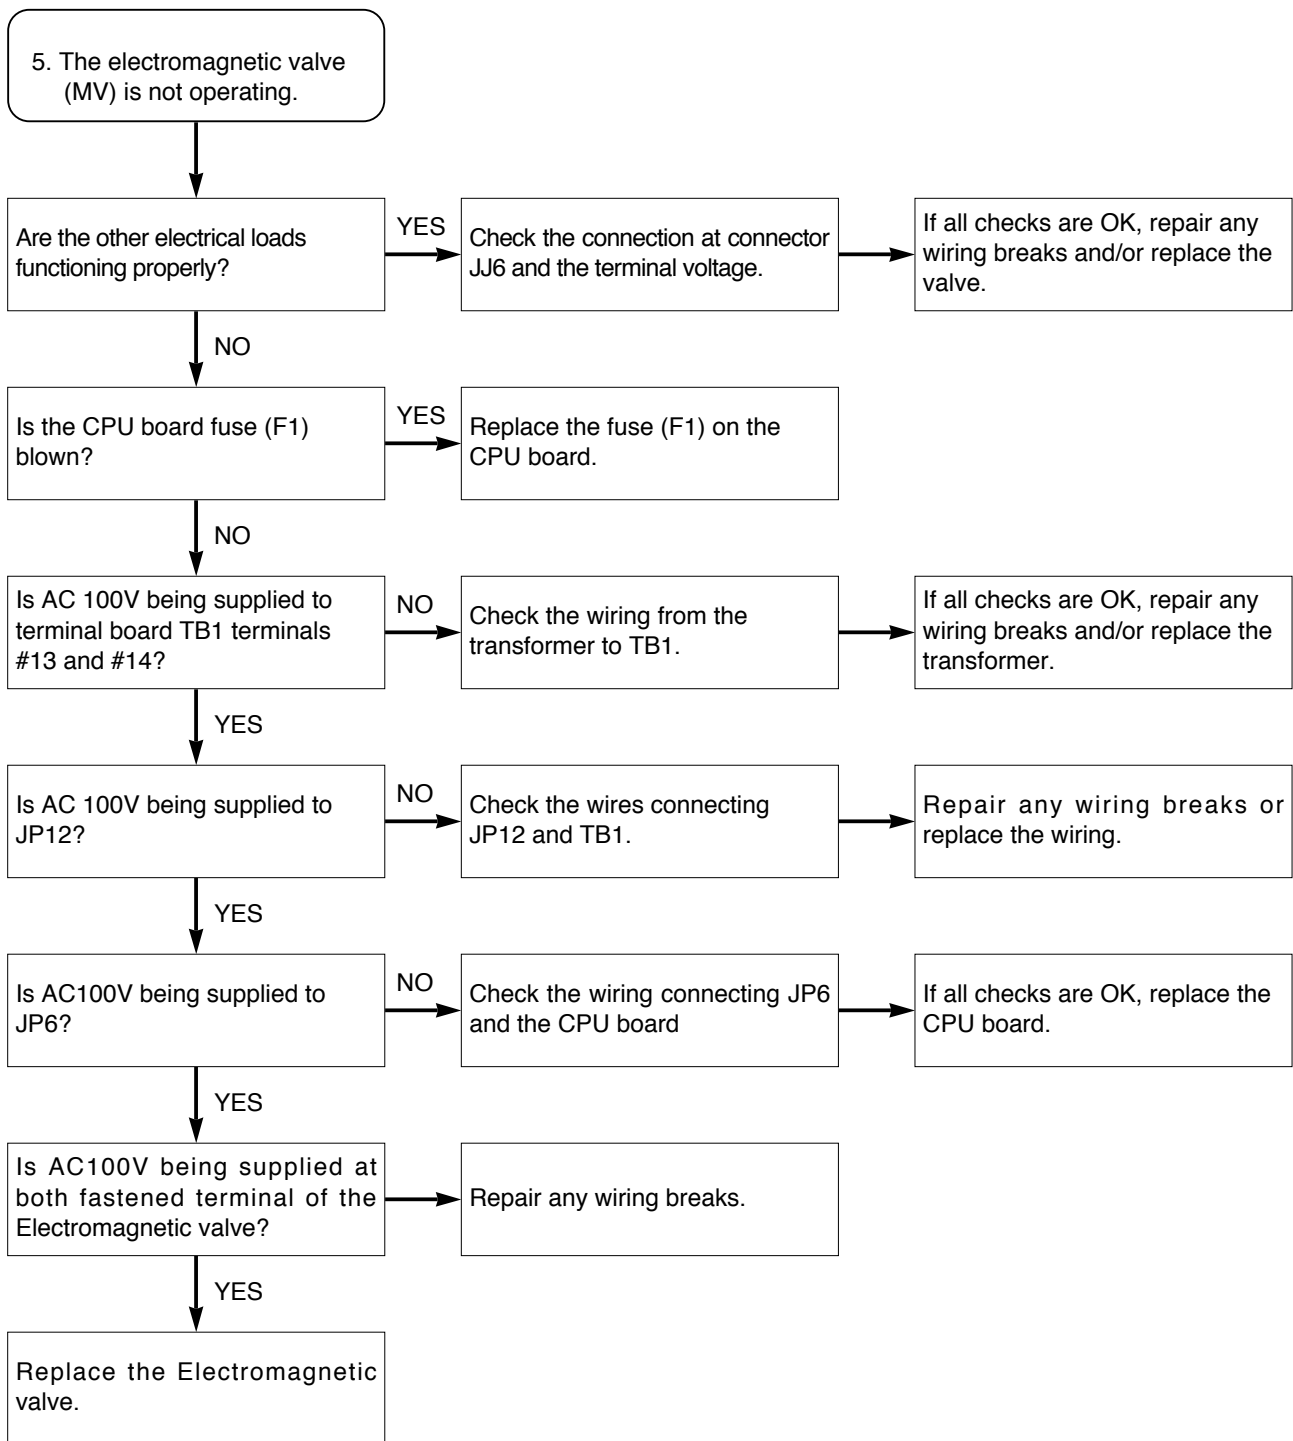 5. The electromagnetic valve
(MV) is not operating.
Are the other electrical loads
functioning properly?
YES
Check the connection at connector
JJ6 and the terminal voltage.
If all checks are OK, repair any
wiring breaks and/or replace the
valve.
NO
Is the CPU board fuse (F1)
blown?
YES
Replace the fuse (F1) on the
CPU board.
NO
Is AC 100V being supplied to
terminal board TB1 terminals
#13 and #14?
NO
Check the wiring from the
transformer to TB1.
If all checks are OK, repair any
wiring breaks and/or replace the
transformer.
YES
Is AC 100V being supplied to
JP12?
NO
Check the wires connecting
JP12 and TB1.
Repair any wiring breaks or
replace the wiring.
YES
Is AC100V being supplied to
JP6?
NO
Check the wiring connecting JP6
and the CPU board
If all checks are OK, replace the
CPU board.
YES
Is AC100V being supplied at
both fastened terminal of the
Electromagnetic valve?
Repair any wiring breaks.
YES
Replace the Electromagnetic
valve.